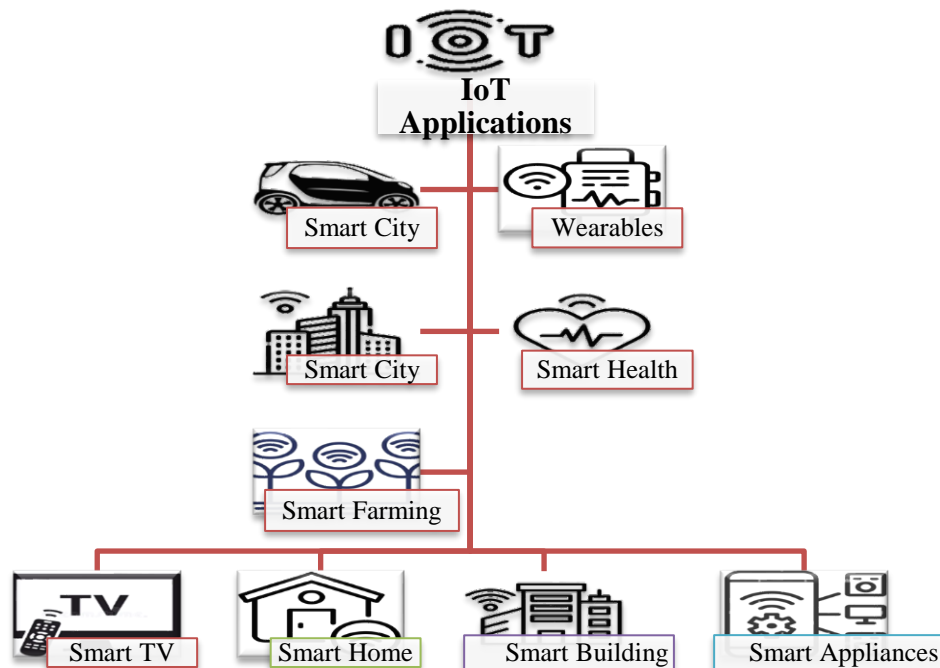 IOT
IoT
Applications
Smart City
Wearables
Smart City
Smart Health
Smart Farming
TV
Smart TV
Smart Home
Smart Building
Smart Appliances